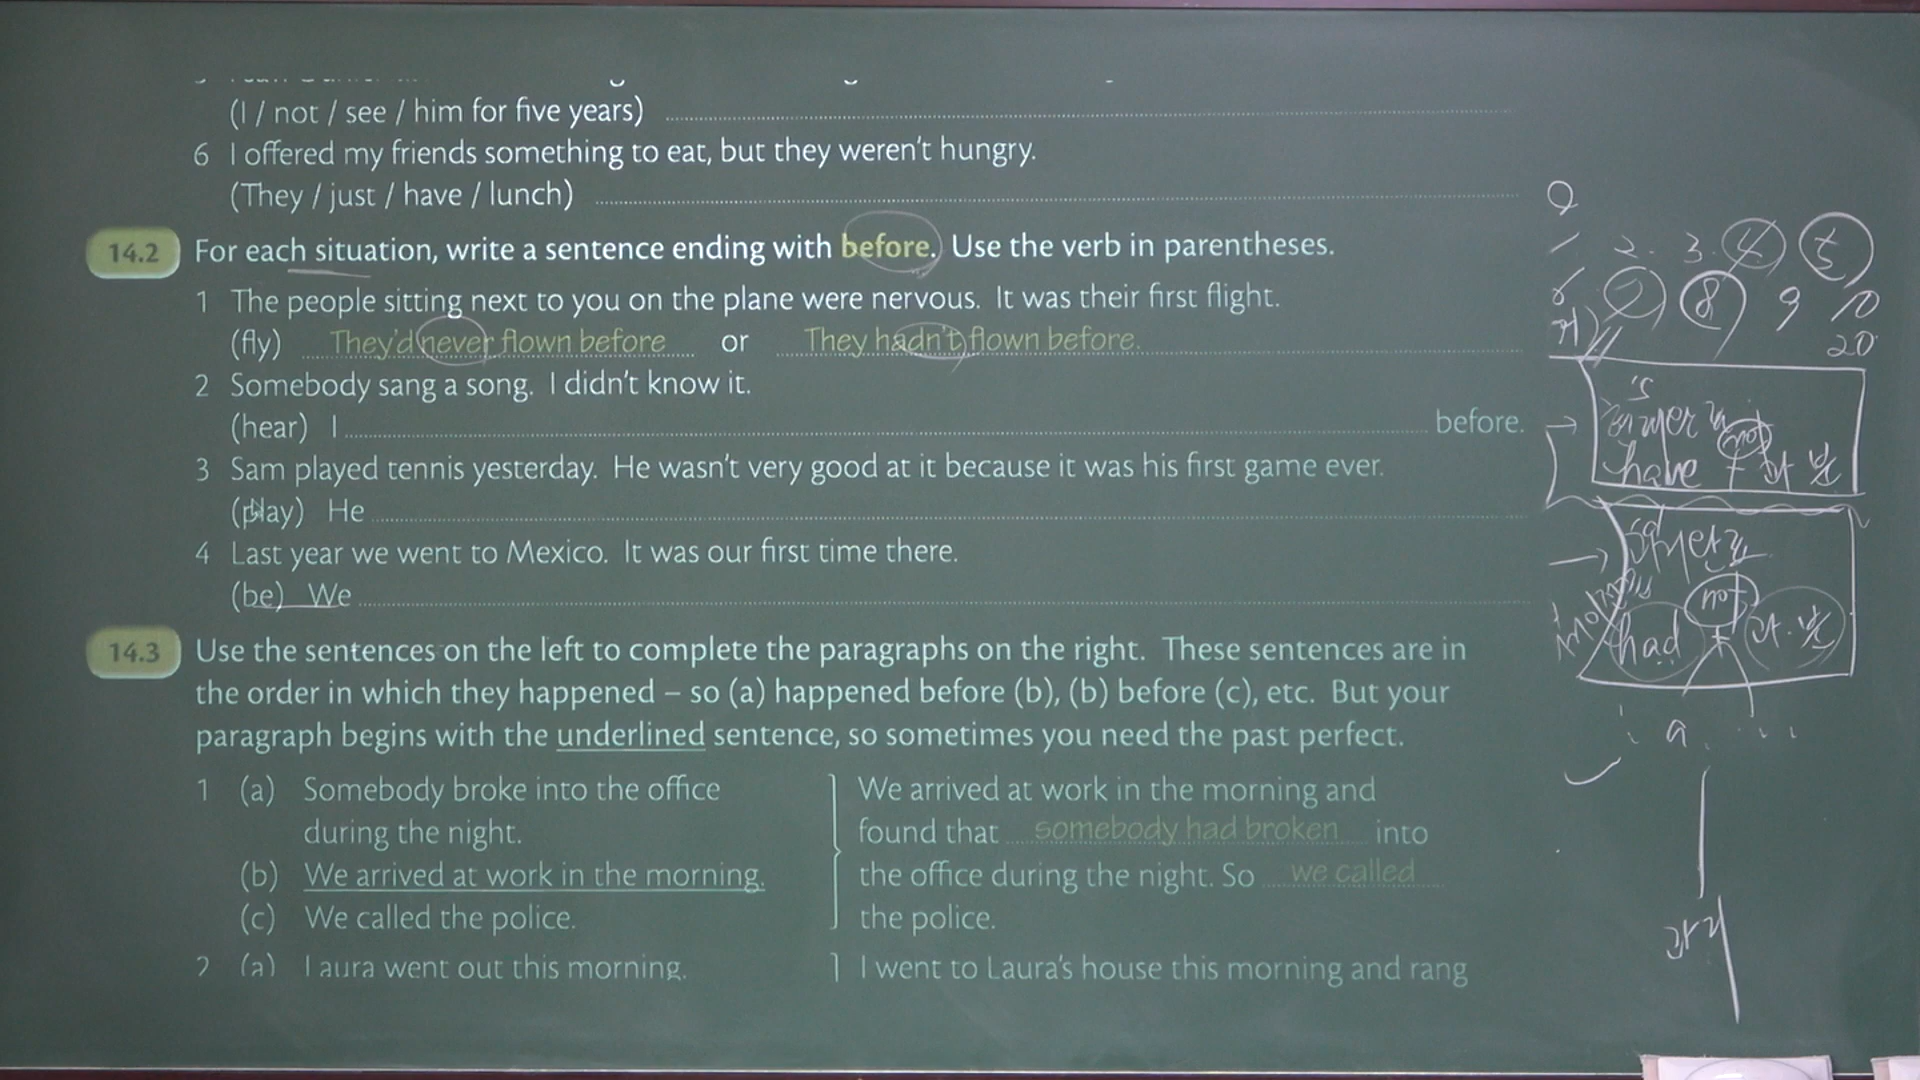 (I / not / see / him for five years)
6 I offered my friends something to eat, but they weren't hungry.
(They / just / have / lunch)
14.2 For each situation, write a sentence ending with before. Use the verb in parentheses.
1 The people sitting next to you on the plane were nervous. It was their first flight.
(fly) They'd never flown before or They hadn't flown before.
2 Somebody sang a song. I didn't know it.
(hear) I before.
3 Sam played tennis yesterday. He wasn't very good at it because it was his first game ever.
(play) He
4 Last year we went to Mexico. It was our first time there.
(be) We
14.3 Use the sentences on the left to complete the paragraphs on the right. These sentences are in
the order in which they happened – so (a) happened before (b), (b) before (c), etc. But your
paragraph begins with the underlined sentence, so sometimes you need the past perfect.
1 (a) Somebody broke into the office
during the night.
(b) We arrived at work in the morning.
(c) We called the police.
We arrived at work in the morning and
found that somebody had broken into
the office during the night. So we called
the police.
2 (a) Laura went out this morning.
I went to Laura's house this morning and rang
2. 3. 4 5
6 7 8 9 10
11 20
's
not
have
not
had
a